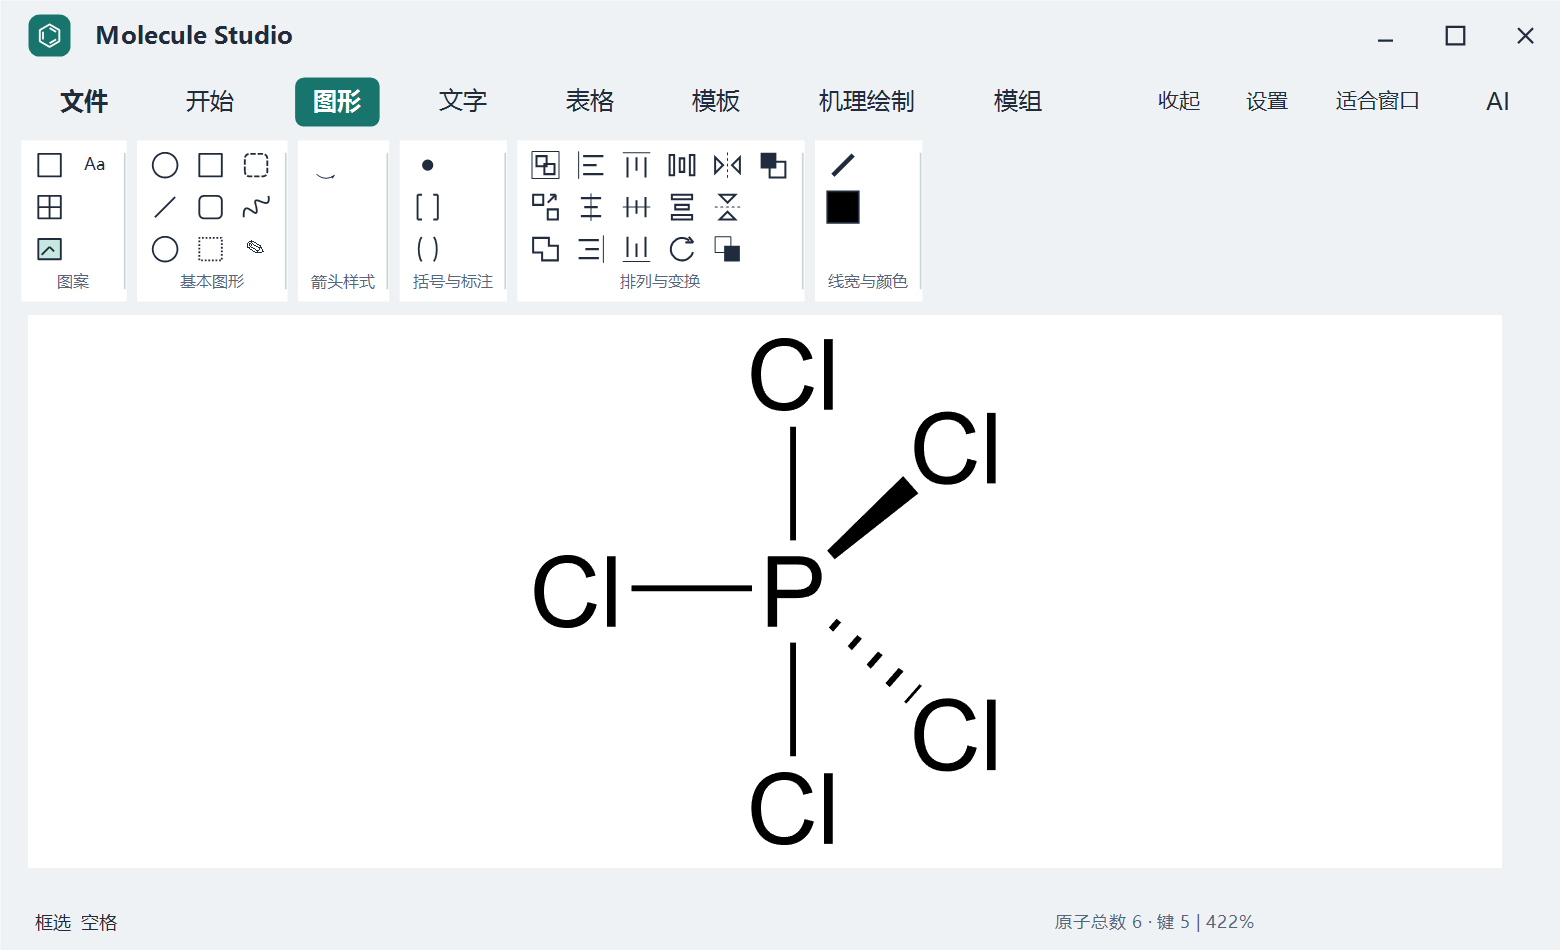 Molecule Studio
文件 开始 图形 文字 表格 模板 机理绘制 模组 收起 设置 适合窗口 AI
Aa
图案 基本图形 箭头样式 括号与标注 排列与变换 线宽与颜色
Cl
Cl
Cl P
Cl
Cl
框选 空格 原子总数 6 · 键 5 | 422%